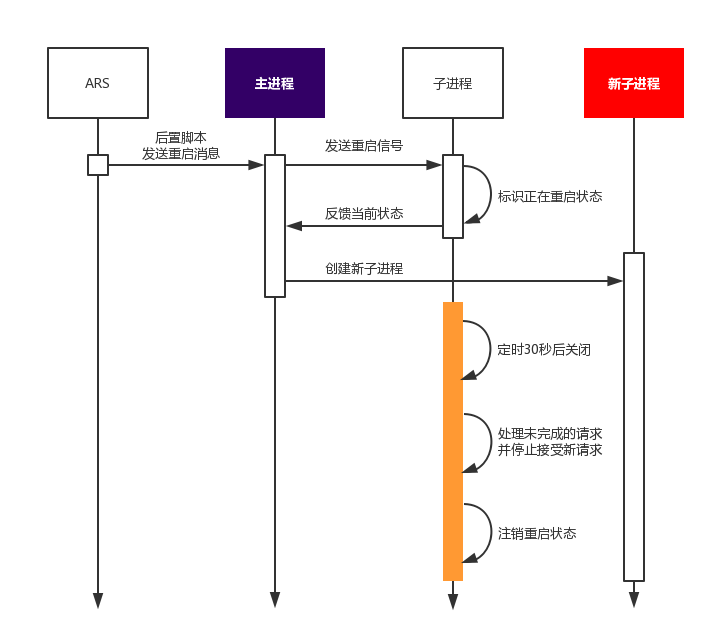 ARS
主进程
子进程
新子进程
后置脚本
发送重启消息
发送重启信号
标识正在重启状态
反馈当前状态
创建新子进程
定时30秒后关闭
处理未完成的请求
并停止接受新请求
注销重启状态